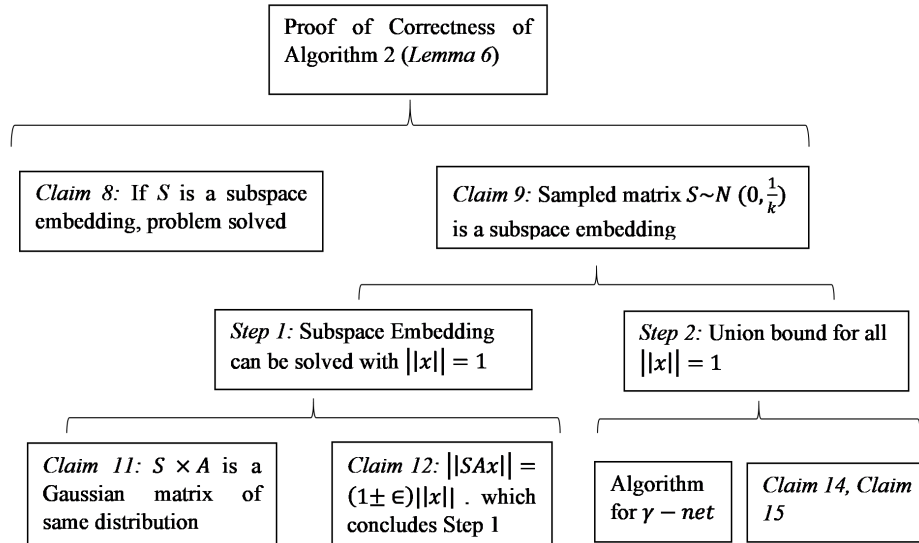 Proof of Correctness of
Algorithm 2 (Lemma 6)
Claim 8: If S is a subspace
embedding, problem solved
Claim 9: Sampled matrix S~N (0, 1/k)
is a subspace embedding
Step 1: Subspace Embedding
can be solved with ||x|| = 1
Step 2: Union bound for all
||x|| = 1
Claim 11: S × A is a
Gaussian matrix of
same distribution
Claim 12: ||SAx|| =
(1± ϵ)||x|| . which
concludes Step 1
Algorithm
for γ − net
Claim 14, Claim
15